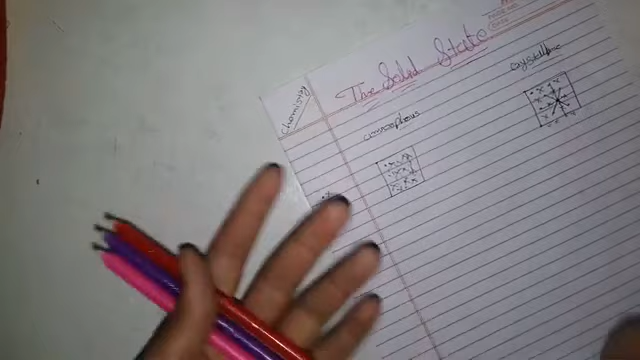 Chemistry
The Solid State
amorphous
crystalline